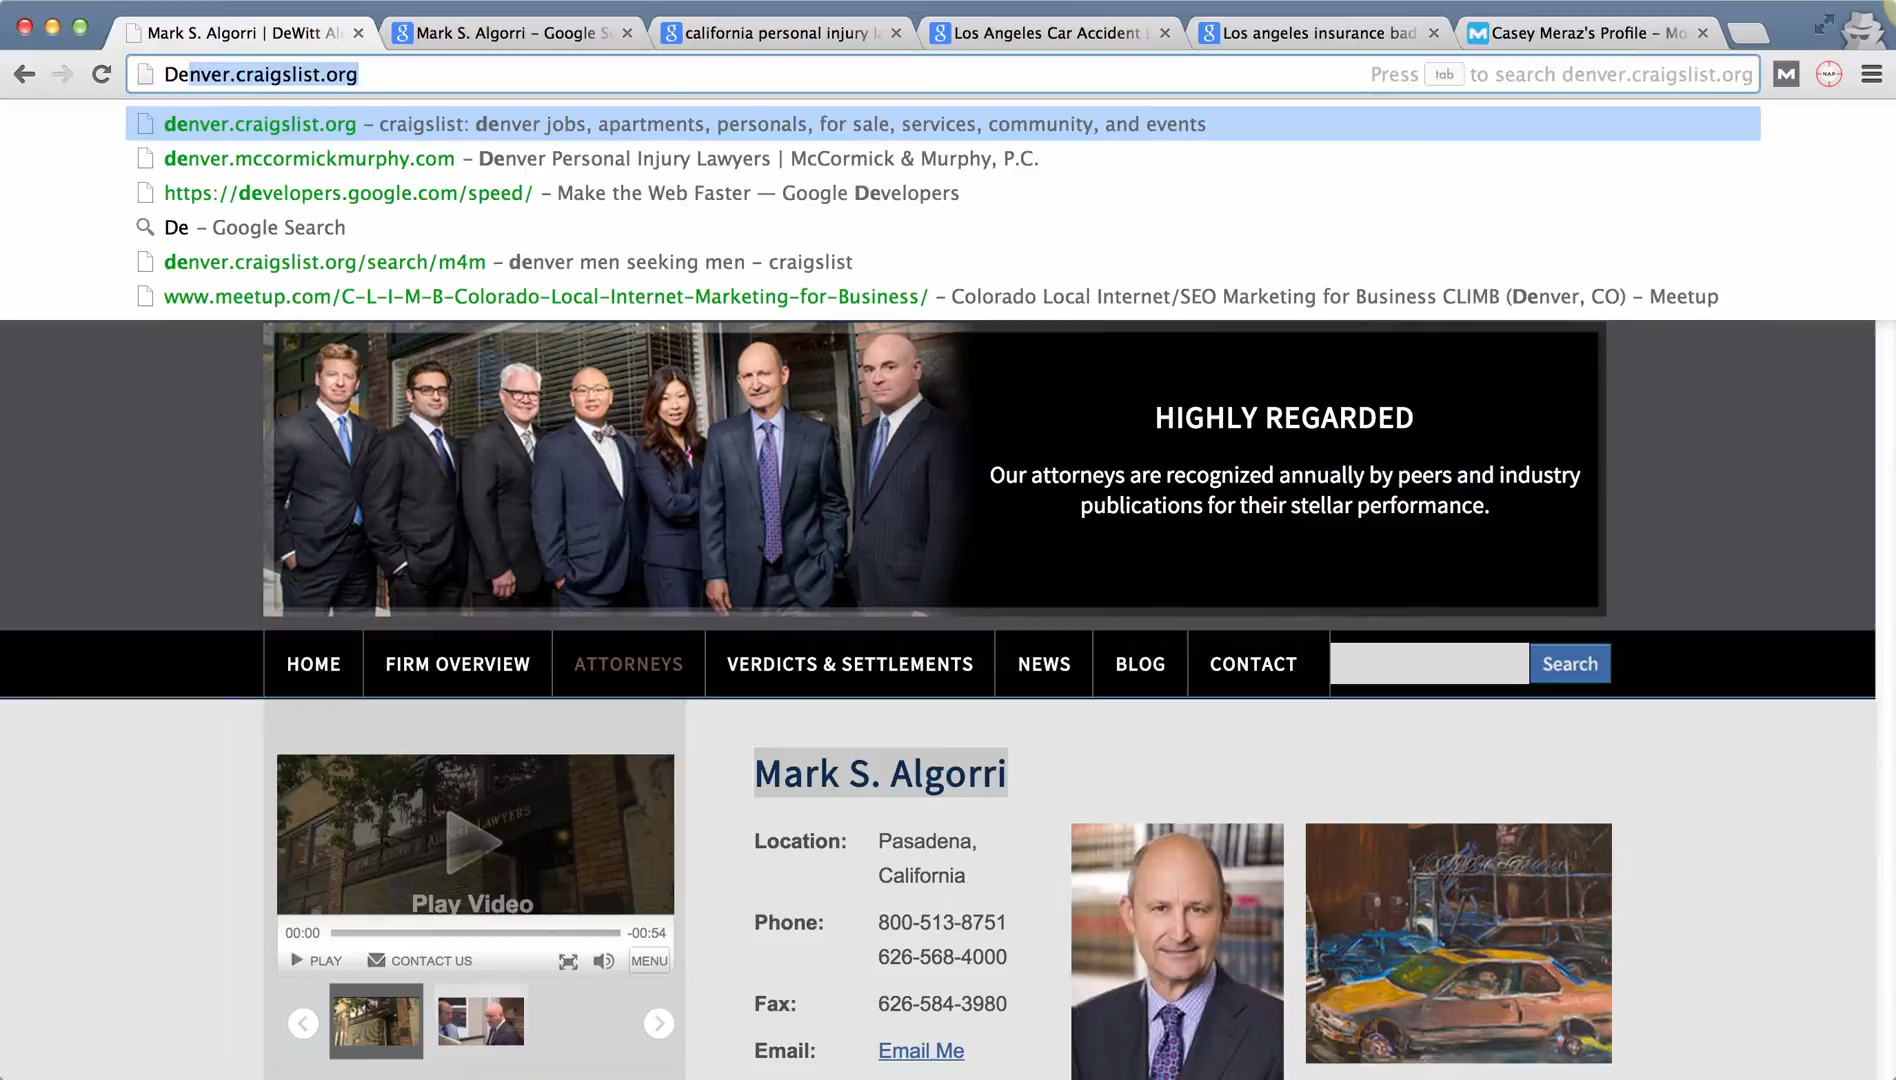 Mark S. Algorri | DeWitt Al
Mark S. Algorri – Google S
california personal injury l
Los Angeles Car Accident L
Los angeles insurance bad
Casey Meraz's Profile – Mo
Denver.craigslist.org
Press tab to search denver.craigslist.org
denver.craigslist.org – craigslist: denver jobs, apartments, personals, for sale, services, community, and events
denver.mccormickmurphy.com – Denver Personal Injury Lawyers | McCormick & Murphy, P.C.
https://developers.google.com/speed/ – Make the Web Faster — Google Developers
De – Google Search
denver.craigslist.org/search/m4m – denver men seeking men – craigslist
www.meetup.com/C-L-I-M-B-Colorado-Local-Internet-Marketing-for-Business/ – Colorado Local Internet/SEO Marketing for Business CLIMB (Denver, CO) – Meetup
HIGHLY REGARDED
Our attorneys are recognized annually by peers and industry
publications for their stellar performance.
HOME
FIRM OVERVIEW
ATTORNEYS
VERDICTS & SETTLEMENTS
NEWS
BLOG
CONTACT
Search
Play Video
00:00
-00:54
PLAY
CONTACT US
MENU
Mark S. Algorri
Location: Pasadena,
California
Phone: 800-513-8751
626-568-4000
Fax: 626-584-3980
Email: Email Me